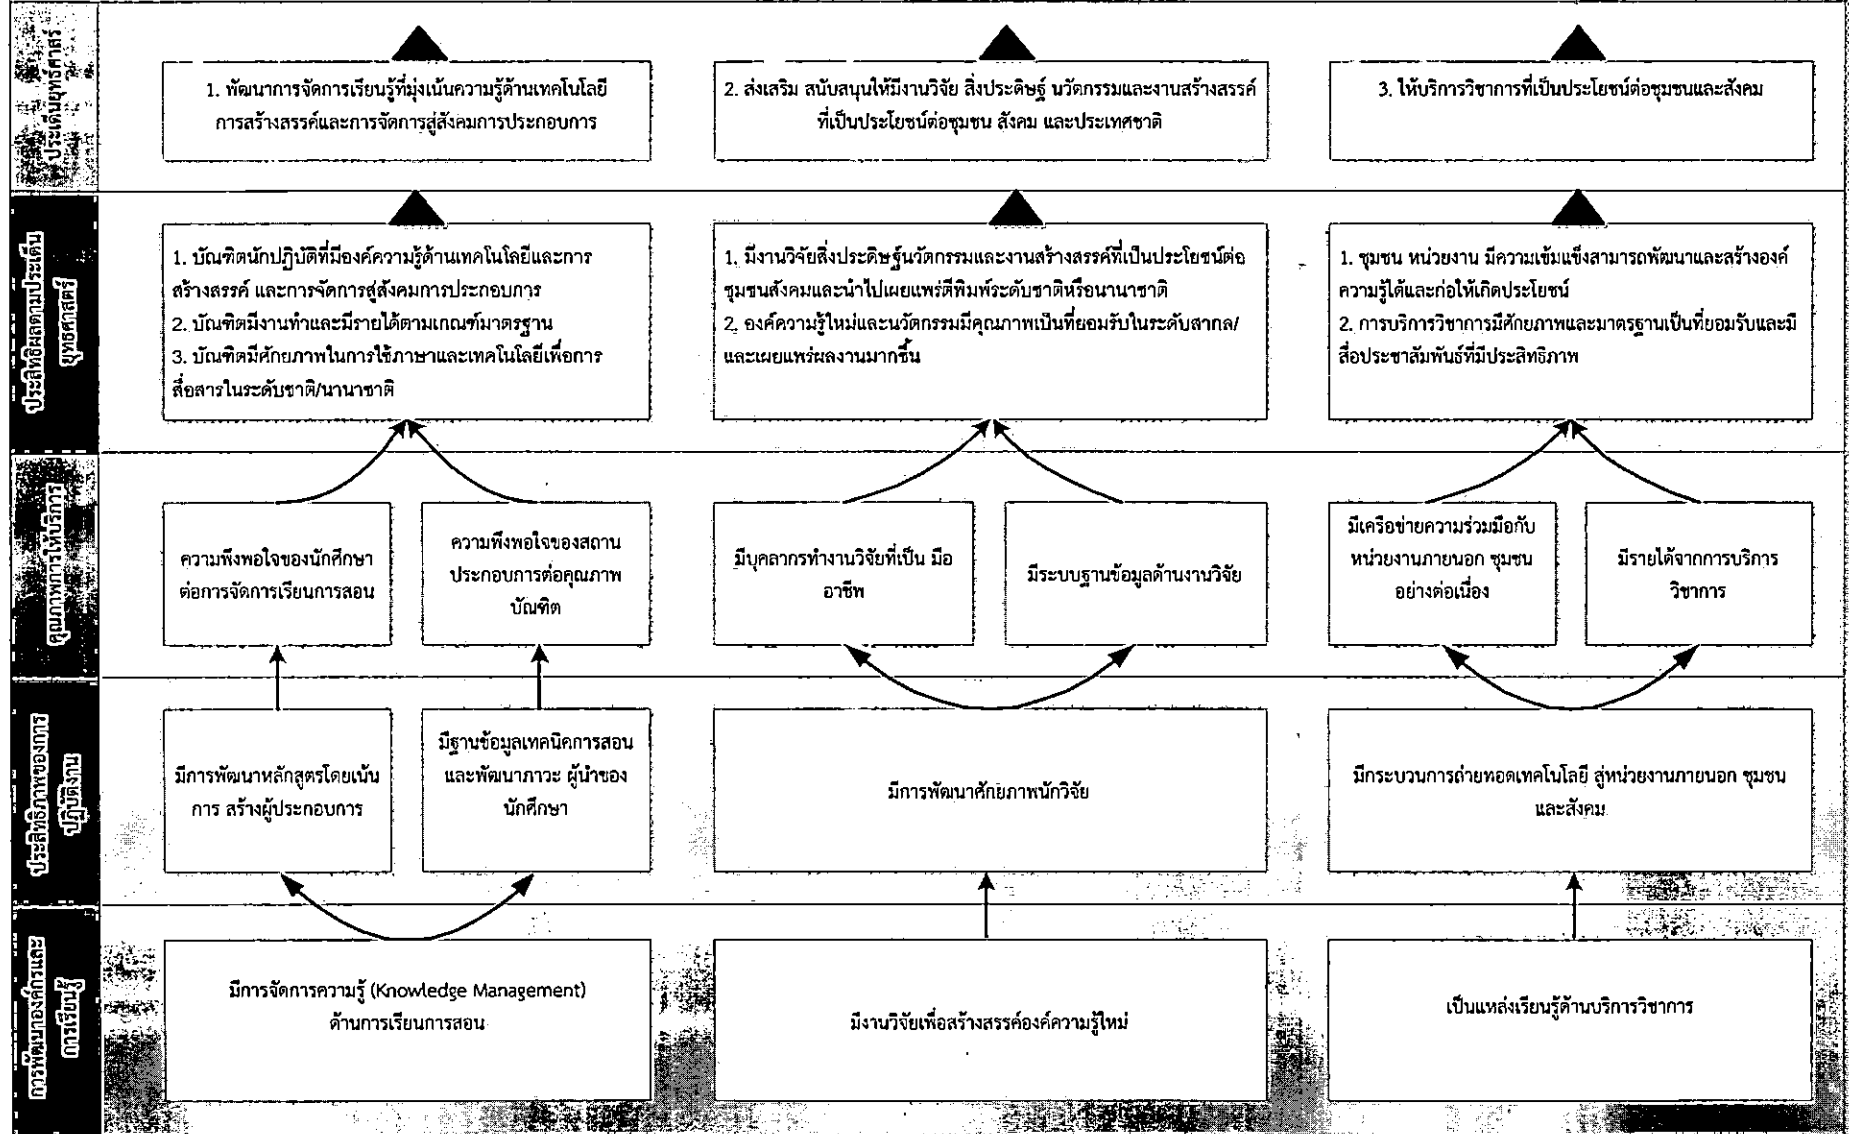 ประเด็นยุทธ์ศาสตร์
1. พัฒนาการจัดการเรียนรู้ที่มุ่งเน้นความรู้ด้านเทคโนโลยี
การสร้างสรรค์และการจัดการสู่สังคมการประกอบการ
2. ส่งเสริม สนับสนุนให้มีงานวิจัย สิ่งประดิษฐ์ นวัตกรรมและงานสร้างสรรค์
ที่เป็นประโยชน์ต่อชุมชน สังคม และประเทศชาติ
3. ให้บริการวิชาการที่เป็นประโยชน์ต่อชุมชนและสังคม
ประสิทธิผลตามประเด็น
ยุทธศาสตร์
1. บัณฑิตนักปฏิบัติที่มีองค์ความรู้ด้านเทคโนโลยีและการ
สร้างสรรค์ และการจัดการสู่สังคมการประกอบการ
2. บัณฑิตมีงานทำและมีรายได้ตามเกณฑ์มาตรฐาน
3. บัณฑิตมีศักยภาพในการใช้ภาษาและเทคโนโลยีเพื่อการ
สื่อสารในระดับชาติ/นานาชาติ
1. มีงานวิจัยสิ่งประดิษฐ์นวัตกรรมและงานสร้างสรรค์ที่เป็นประโยชน์ต่อ
ชุมชนสังคมและนำไปเผยแพร่ตีพิมพ์ระดับชาติหรือนานาชาติ
2. องค์ความรู้ใหม่และนวัตกรรมมีคุณภาพเป็นที่ยอมรับในระดับสากล/
และเผยแพร่ผลงานมากขึ้น
1. ชุมชน หน่วยงาน มีความเข้มแข็งสามารถพัฒนาและสร้างองค์
ความรู้ได้และก่อให้เกิดประโยชน์
2. การบริการวิชาการมีศักยภาพและมาตรฐานเป็นที่ยอมรับและมี
สื่อประชาสัมพันธ์ที่มีประสิทธิภาพ
คุณภาพการให้บริการ
ความพึงพอใจของนักศึกษา
ต่อการจัดการเรียนการสอน
ความพึงพอใจของสถาน
ประกอบการต่อคุณภาพ
บัณฑิต
มีบุคลากรทำงานวิจัยที่เป็น มือ
อาชีพ
มีระบบฐานข้อมูลด้านงานวิจัย
มีเครือข่ายความร่วมมือกับ
หน่วยงานภายนอก ชุมชน
อย่างต่อเนื่อง
มีรายได้จากการบริการ
วิชาการ
ประสิทธิภาพของการ
ปฏิบัติงาน
มีการพัฒนาหลักสูตรโดยเน้น
การ สร้างผู้ประกอบการ
มีฐานข้อมูลเทคนิคการสอน
และพัฒนาภาวะ ผู้นำของ
นักศึกษา
มีการพัฒนาศักยภาพนักวิจัย
มีกระบวนการถ่ายทอดเทคโนโลยี สู่หน่วยงานภายนอก ชุมชน
และสังคม
การพัฒนาองค์กรและ
การเรียนรู้
มีการจัดการความรู้ (Knowledge Management)
ด้านการเรียนการสอน
มีงานวิจัยเพื่อสร้างสรรค์องค์ความรู้ใหม่
เป็นแหล่งเรียนรู้ด้านบริการวิชาการ